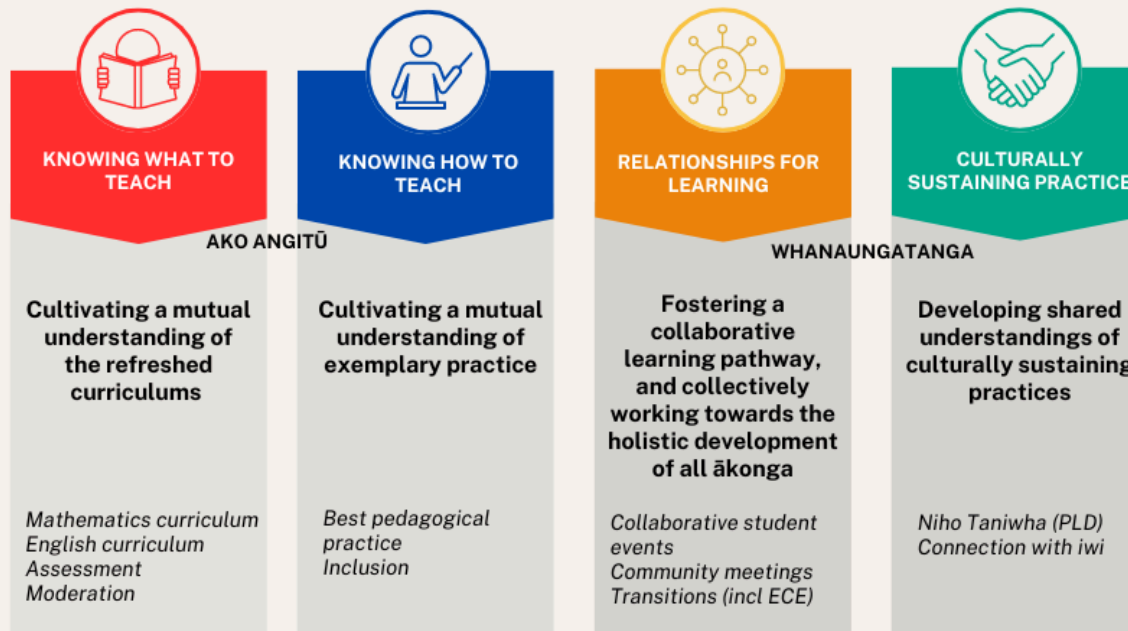 KNOWING WHAT TO
TEACH
KNOWING HOW TO
TEACH
RELATIONSHIPS FOR
LEARNING
CULTURALLY
SUSTAINING PRACTICE
AKO ANGITŪ
WHANAUNGATANGA
Cultivating a mutual
understanding of
the refreshed
curriculums
Cultivating a mutual
understanding of
exemplary practice
Fostering a
collaborative
learning pathway,
and collectively
working towards the
holistic development
of all ākonga
Developing shared
understandings of
culturally sustaining
practices
Mathematics curriculum
English curriculum
Assessment
Moderation
Best pedagogical
practice
Inclusion
Collaborative student
events
Community meetings
Transitions (incl ECE)
Niho Taniwha (PLD)
Connection with iwi